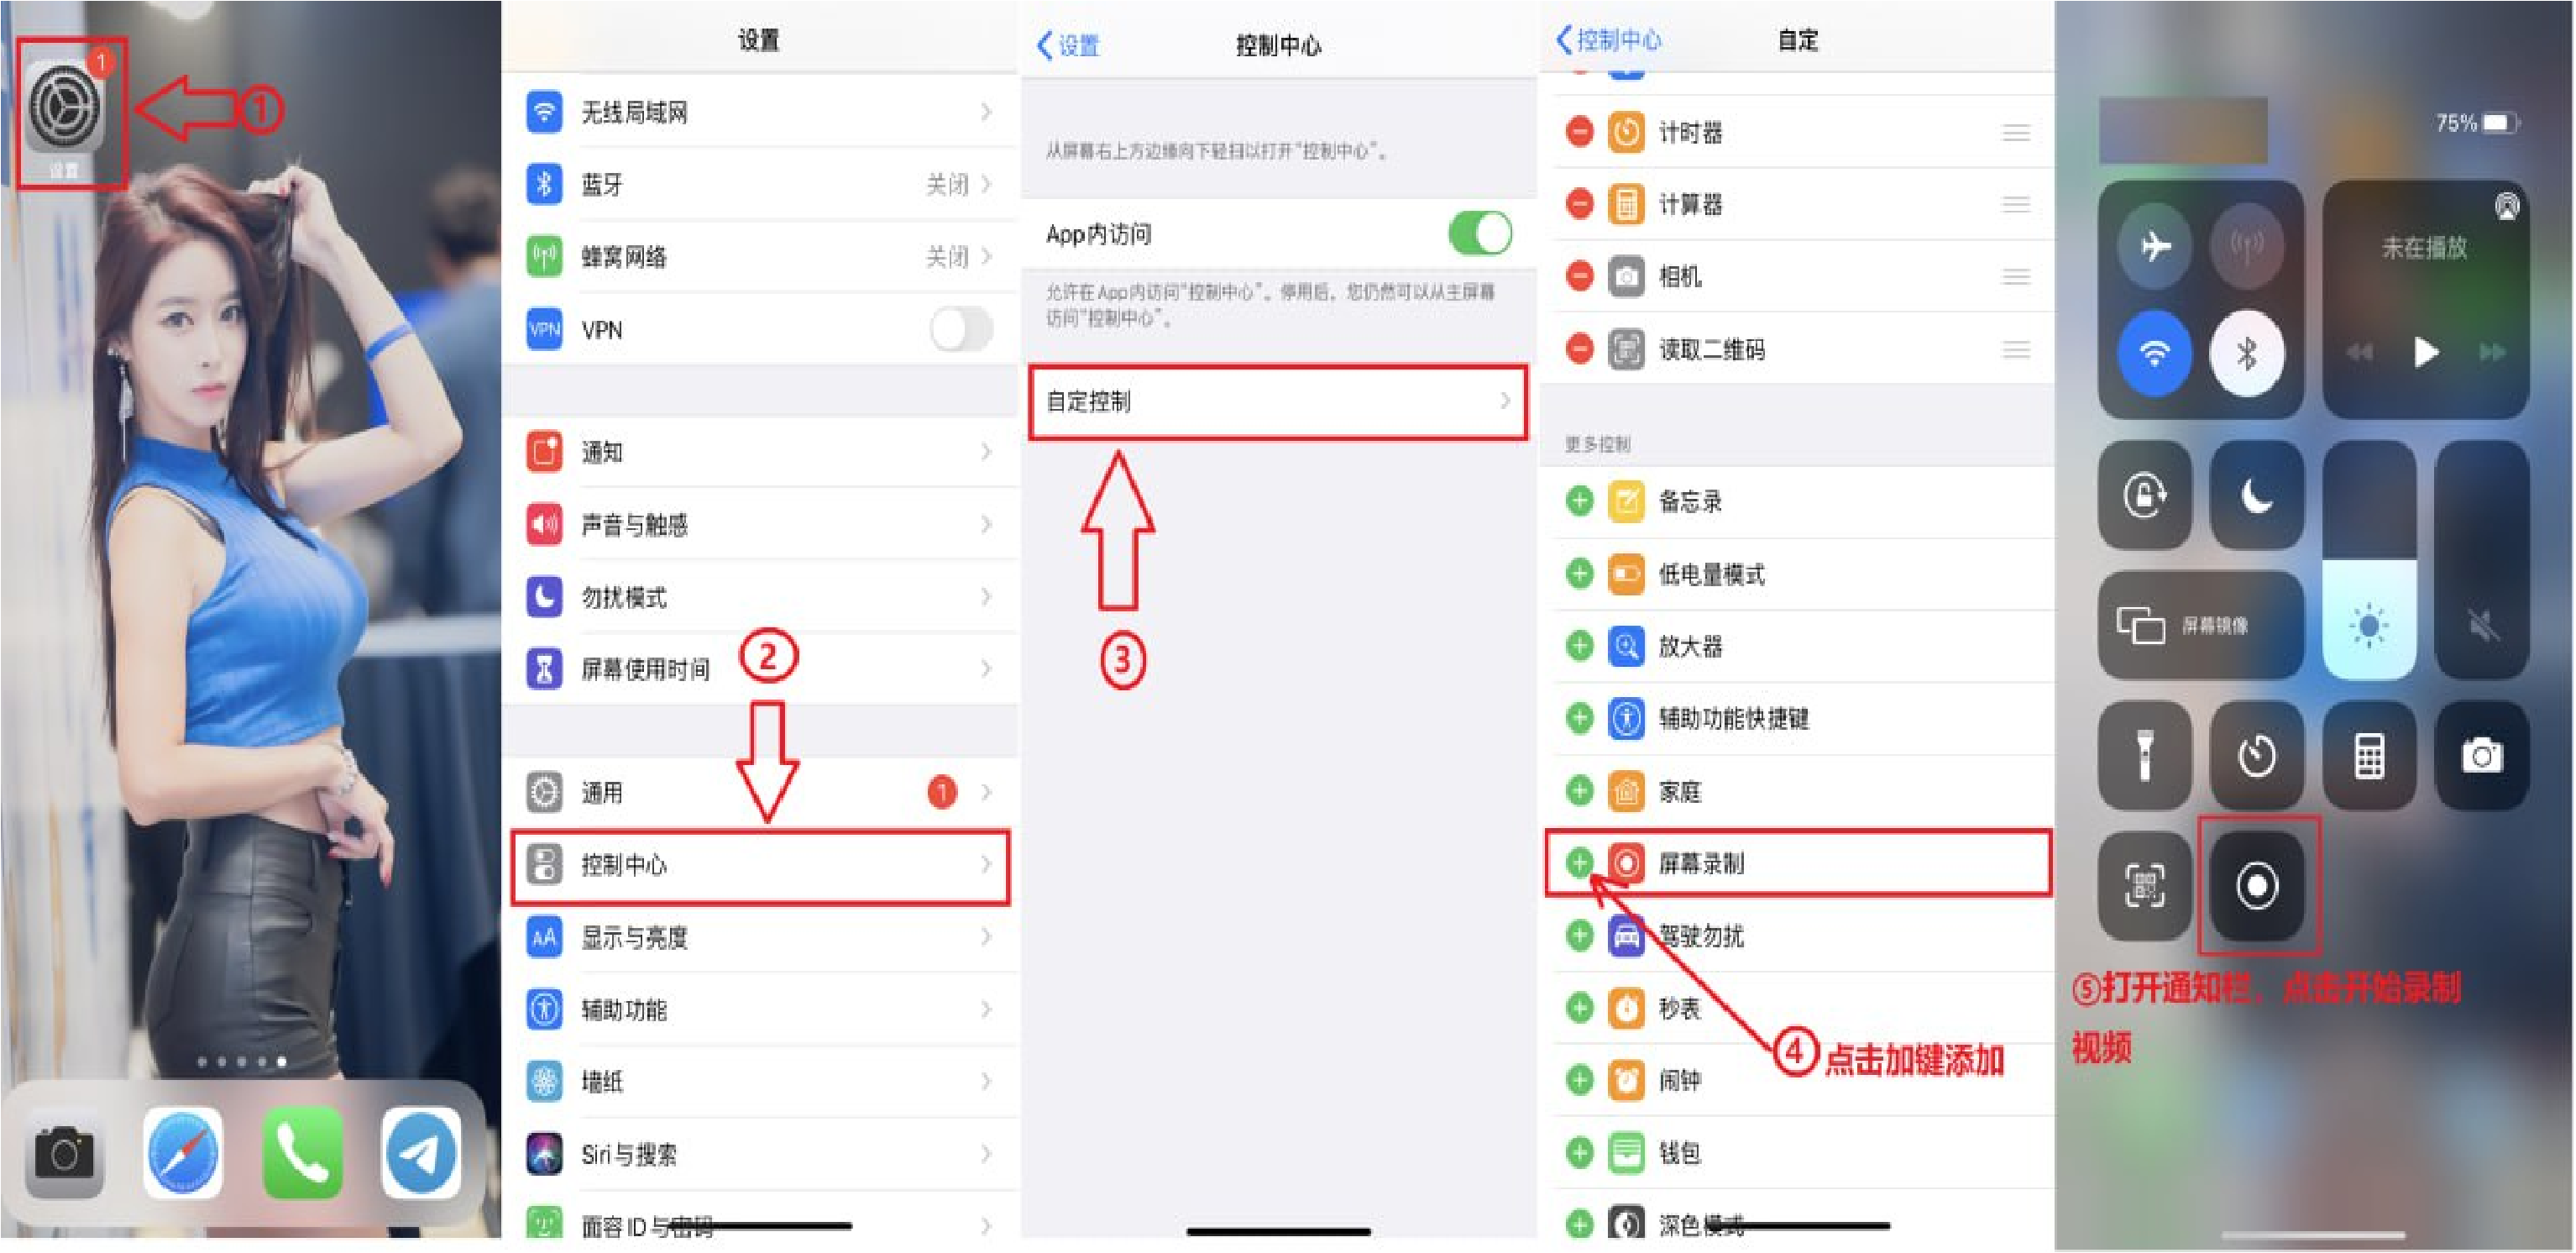 1
①
设置
设置
无线局域网
蓝牙 关闭
蜂窝网络 关闭
VPN VPN
通知
声音与触感
勿扰模式
屏幕使用时间
②
通用 1
控制中心
AA 显示与亮度
辅助功能
墙纸
Siri与搜索
面容ID与密码
设置 控制中心
从屏幕右上方边缘向下轻扫以打开“控制中心”。
App内访问
允许在App内访问“控制中心”。停用后，您仍然可以从主屏幕
访问“控制中心”。
自定控制
③
控制中心 自定
计时器
计算器
相机
读取二维码
更多控制
备忘录
低电量模式
放大器
辅助功能快捷键
家庭
屏幕录制
驾驶勿扰
秒表
④点击加键添加
闹钟
钱包
深色模式
75%
未在播放
屏幕镜像
⑤打开通知栏，点击开始录制
视频